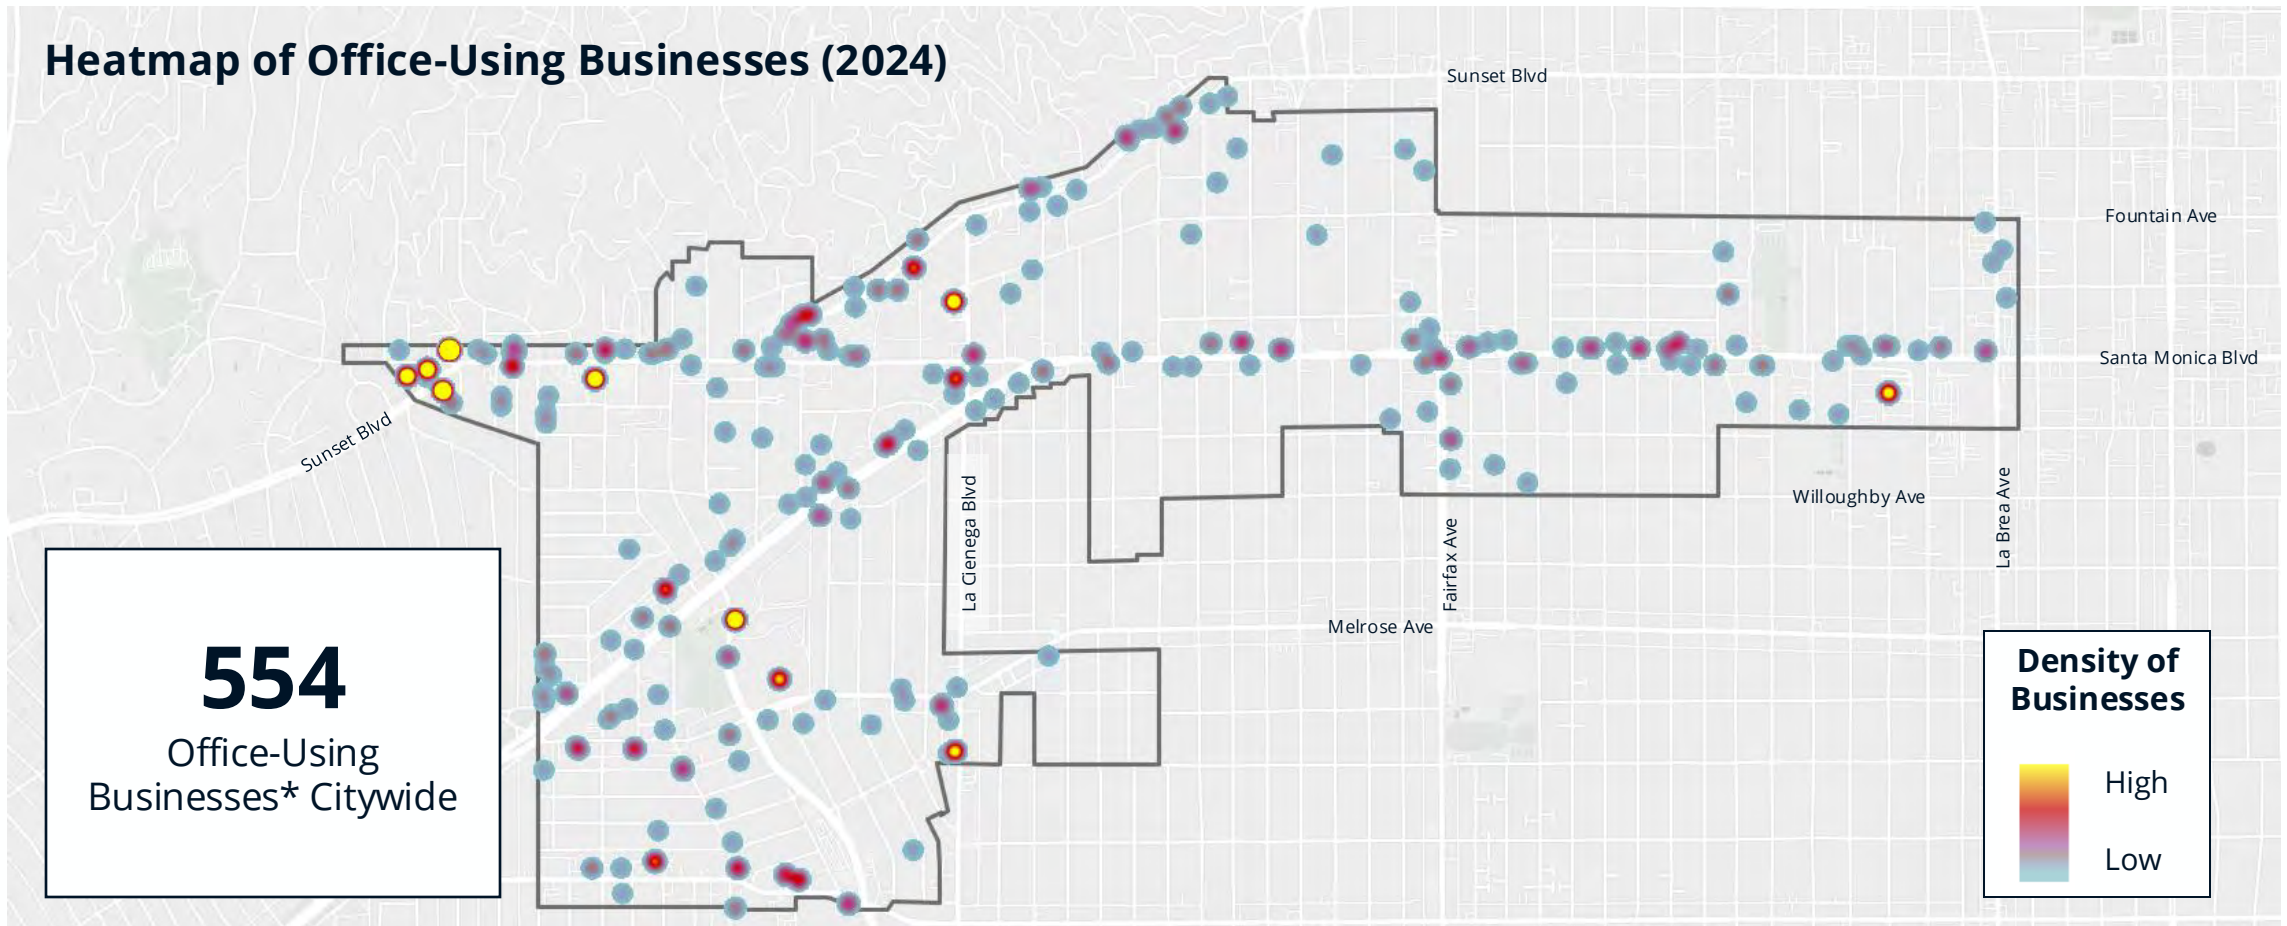 Heatmap of Office-Using Businesses (2024)
Sunset Blvd
Fountain Ave
Santa Monica Blvd
Sunset Blvd
La Cienega Blvd
Fairfax Ave
Willoughby Ave
La Brea Ave
Melrose Ave
554
Office-Using
Businesses* Citywide
Density of
Businesses
High
Low